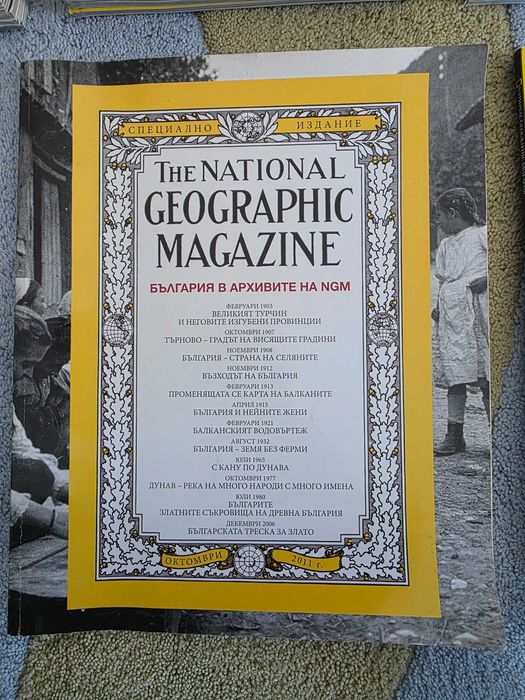 СПЕЦИАЛНО ИЗДАНИЕ
THE NATIONAL
GEOGRAPHIC
MAGAZINE
БЪЛГАРИЯ В АРХИВИТЕ НА NGM
ФЕВРУАРИ 1903
ВЕЛИКИЯТ ТУРЧИН
И НЕГОВИТЕ ИЗГУБЕНИ ПРОВИНЦИИ
ОКТОМВРИ 1907
ТЪРНОВО – ГРАДЪТ НА ВИСЯЩИТЕ ГРАДИНИ
НОЕМВРИ 1908
БЪЛГАРИЯ – СТРАНА НА СЕЛЯНИТЕ
НОЕМВРИ 1912
ВЪЗХОДЪТ НА БЪЛГАРИЯ
ФЕВРУАРИ 1913
ПРОМЕНЯЩАТА СЕ КАРТА НА БАЛКАНИТЕ
АПРИЛ 1915
БЪЛГАРИЯ И НЕЙНИТЕ ЖЕНИ
ФЕВРУАРИ 1921
БАЛКАНСКИЯТ ВОДОВЪРТЕЖ
АВГУСТ 1932
БЪЛГАРИЯ – ЗЕМЯ БЕЗ ФЕРМИ
ЮЛИ 1965
С КАНУ ПО ДУНАВА
ОКТОМВРИ 1977
ДУНАВ – РЕКА НА МНОГО НАРОДИ С МНОГО ИМЕНА
ЮЛИ 1980
БЪЛГАРИТЕ
ЗЛАТНИТЕ СЪКРОВИЩА НА ДРЕВНА БЪЛГАРИЯ
ДЕКЕМВРИ 2006
БЪЛГАРСКАТА ТРЕСКА ЗА ЗЛАТО
ОКТОМВРИ 2011 г.